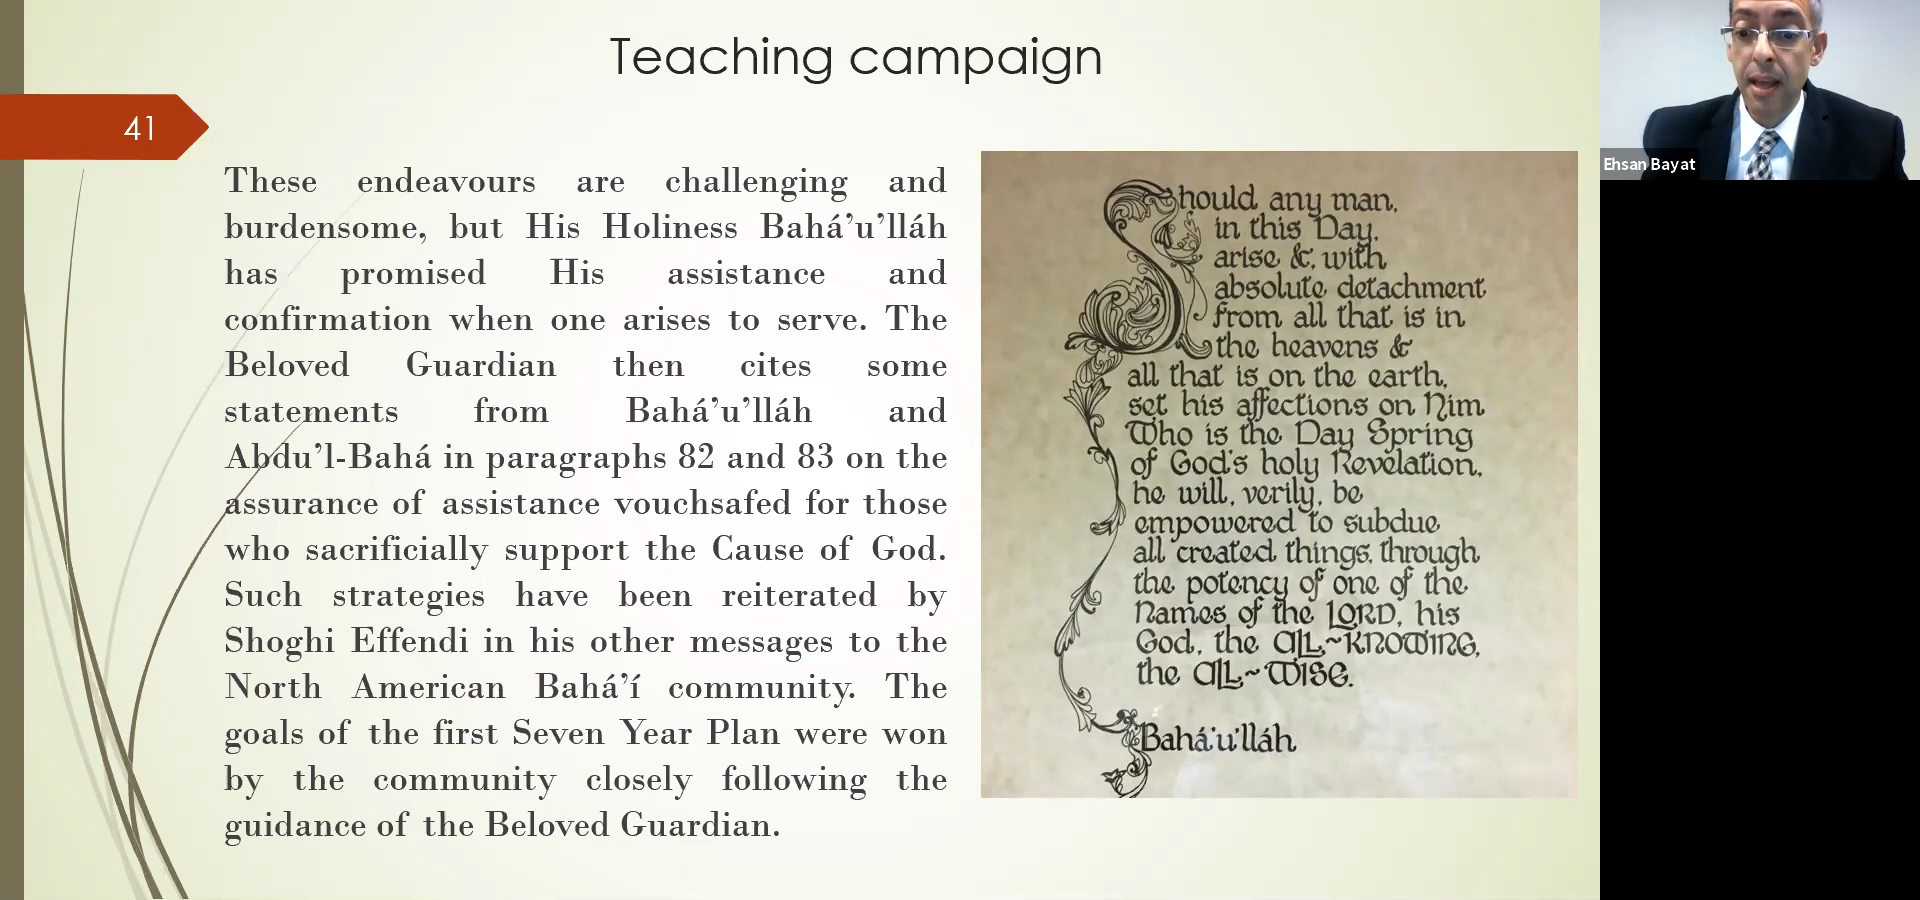 Teaching campaign
41
These endeavours are challenging and
burdensome, but His Holiness Bahá’u’lláh
has promised His assistance and
confirmation when one arises to serve. The
Beloved Guardian then cites some
statements from Bahá’u’lláh and
Abdu’l-Bahá in paragraphs 82 and 83 on the
assurance of assistance vouchsafed for those
who sacrificially support the Cause of God.
Such strategies have been reiterated by
Shoghi Effendi in his other messages to the
North American Bahá’í community. The
goals of the first Seven Year Plan were won
by the community closely following the
guidance of the Beloved Guardian.
Should any man,
in this Day,
arise &, with
absolute detachment
from all that is in
the heavens &
all that is on the earth,
set his affections on Him
Who is the Day Spring
of God's holy Revelation,
he will, verily, be
empowered to subdue
all created things, through
the potency of one of the
Names of the LORD, his
God, the ALL~KNOWING,
the ALL~WISE.
Bahá'u'lláh
Ehsan Bayat